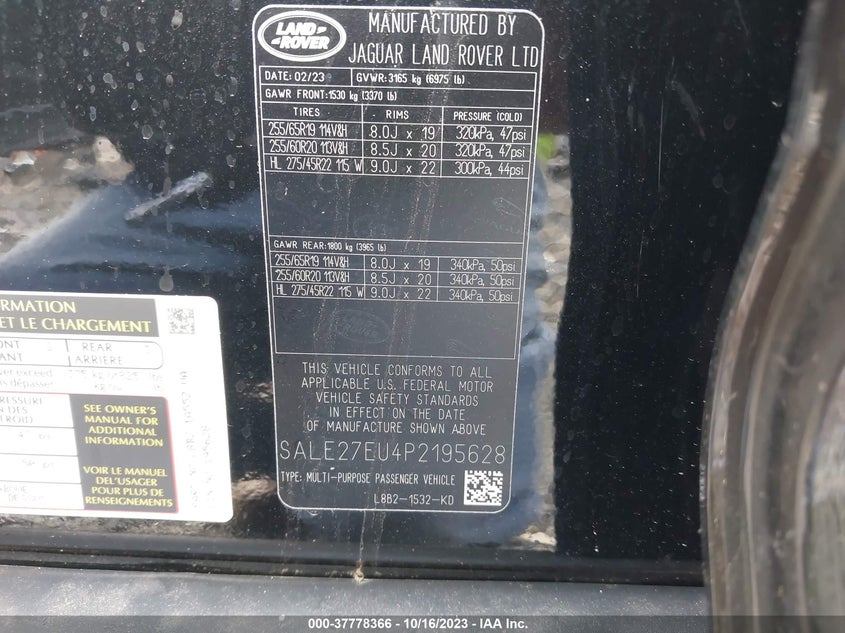 LAND
ROVER
MANUFACTURED BY
JAGUAR LAND ROVER LTD
DATE: 02/23 GVWR: 3165 kg (6975 lb)
GAWR FRONT: 1530 kg (3370 lb)
TIRES RIMS PRESSURE (COLD)
255/65R19 114V&H 8.0J x 19 320kPa, 47psi
255/60R20 113V&H 8.5J x 20 320kPa, 47psi
HL 275/45R22 115 W 9.0J x 22 300kPa, 44psi
GAWR REAR: 1800 kg (3965 lb)
255/65R19 114V&H 8.0J x 19 340kPa, 50psi
255/60R20 113V&H 8.5J x 20 340kPa, 50psi
HL 275/45R22 115 W 9.0J x 22 340kPa, 50psi
THIS VEHICLE CONFORMS TO ALL
APPLICABLE U.S. FEDERAL MOTOR
VEHICLE SAFETY STANDARDS
IN EFFECT ON THE DATE
OF MANUFACTURE SHOWN ABOVE
SALE27EU4P2195628
TYPE: MULTI-PURPOSE PASSENGER VEHICLE
L8B2-1532-KD
ORMATION
ET LE CHARGEMENT
RONT REAR
ANT ARRIERE
SEE OWNER'S
MANUAL FOR
ADDITIONAL
INFORMATION
VOIR LE MANUEL
DE L'USAGER
POUR PLUS DE
RENSEIGNEMENTS
000-37778366 - 10/16/2023 - IAA Inc.